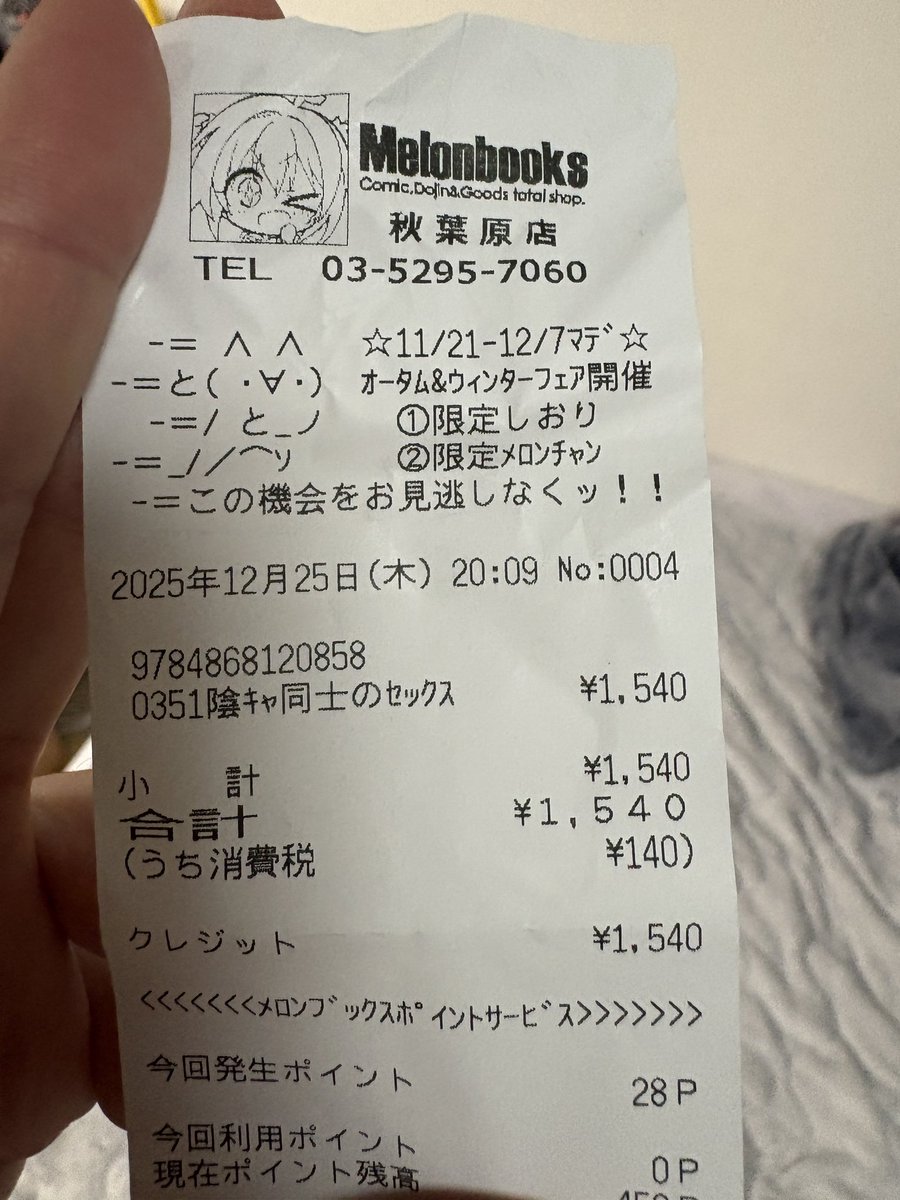 Melonbooks
Comic,Dojin&Goods total shop.
秋葉原店
TEL 03-5295-7060
-=∧ ∧ ☆11/21-12/7ﾏﾃﾞ☆
-=と( ・∀・) ｵｰﾀﾑ&ｳｨﾝﾀｰﾌｪｱ開催
-=/ と_ノ ①限定しおり
-=_//⌒ソ ②限定ﾒﾛﾝﾁｬﾝ
-=この機会をお見逃しなくッ!!
2025年12月25日(木) 20:09 No:0004
9784868120858
0351陰ｷｬ同士のｾｯｸｽ ¥1,540
小 計 ¥1,540
合計 ¥1,540
(うち消費税 ¥140)
クレジット ¥1,540
<<<<<<<ﾒﾛﾝﾌﾞｯｸｽﾎﾟｲﾝﾄｻｰﾋﾞｽ>>>>>>>
今回発生ポイント 28P
今回利用ポイント 0P
現在ポイント残高